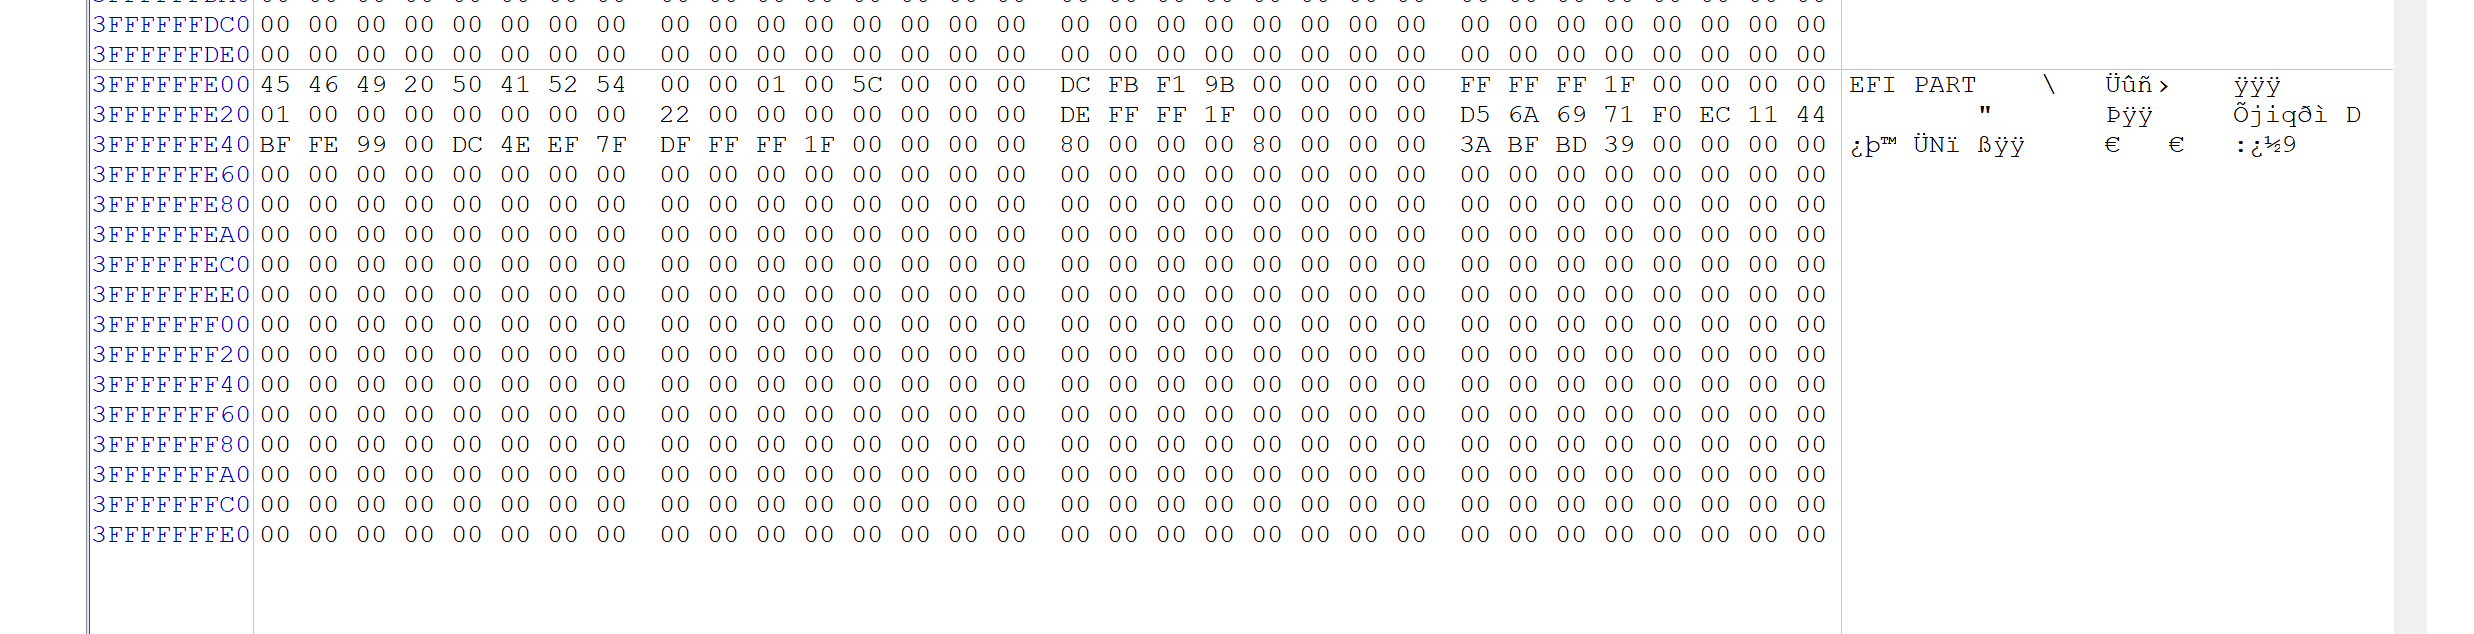 3FFFFFFDC0 00 00 00 00 00 00 00 00 00 00 00 00 00 00 00 00 00 00 00 00 00 00 00 00 00 00 00 00 00 00 00 00
3FFFFFFDE0 00 00 00 00 00 00 00 00 00 00 00 00 00 00 00 00 00 00 00 00 00 00 00 00 00 00 00 00 00 00 00 00
3FFFFFFE00 45 46 49 20 50 41 52 54 00 00 01 00 5C 00 00 00 DC FB F1 9B 00 00 00 00 FF FF FF 1F 00 00 00 00 EFI PART \ Üûñ› ÿÿÿ
3FFFFFFE20 01 00 00 00 00 00 00 00 22 00 00 00 00 00 00 00 DE FF FF 1F 00 00 00 00 D5 6A 69 71 F0 EC 11 44 " Þÿÿ Õjiqðì D
3FFFFFFE40 BF FE 99 00 DC 4E EF 7F DF FF FF 1F 00 00 00 00 80 00 00 00 80 00 00 00 3A BF BD 39 00 00 00 00 ¿þ™ ÜNï ßÿÿ € € :¿½9
3FFFFFFE60 00 00 00 00 00 00 00 00 00 00 00 00 00 00 00 00 00 00 00 00 00 00 00 00 00 00 00 00 00 00 00 00
3FFFFFFE80 00 00 00 00 00 00 00 00 00 00 00 00 00 00 00 00 00 00 00 00 00 00 00 00 00 00 00 00 00 00 00 00
3FFFFFFEA0 00 00 00 00 00 00 00 00 00 00 00 00 00 00 00 00 00 00 00 00 00 00 00 00 00 00 00 00 00 00 00 00
3FFFFFFEC0 00 00 00 00 00 00 00 00 00 00 00 00 00 00 00 00 00 00 00 00 00 00 00 00 00 00 00 00 00 00 00 00
3FFFFFFEE0 00 00 00 00 00 00 00 00 00 00 00 00 00 00 00 00 00 00 00 00 00 00 00 00 00 00 00 00 00 00 00 00
3FFFFFFF00 00 00 00 00 00 00 00 00 00 00 00 00 00 00 00 00 00 00 00 00 00 00 00 00 00 00 00 00 00 00 00 00
3FFFFFFF20 00 00 00 00 00 00 00 00 00 00 00 00 00 00 00 00 00 00 00 00 00 00 00 00 00 00 00 00 00 00 00 00
3FFFFFFF40 00 00 00 00 00 00 00 00 00 00 00 00 00 00 00 00 00 00 00 00 00 00 00 00 00 00 00 00 00 00 00 00
3FFFFFFF60 00 00 00 00 00 00 00 00 00 00 00 00 00 00 00 00 00 00 00 00 00 00 00 00 00 00 00 00 00 00 00 00
3FFFFFFF80 00 00 00 00 00 00 00 00 00 00 00 00 00 00 00 00 00 00 00 00 00 00 00 00 00 00 00 00 00 00 00 00
3FFFFFFFA0 00 00 00 00 00 00 00 00 00 00 00 00 00 00 00 00 00 00 00 00 00 00 00 00 00 00 00 00 00 00 00 00
3FFFFFFFC0 00 00 00 00 00 00 00 00 00 00 00 00 00 00 00 00 00 00 00 00 00 00 00 00 00 00 00 00 00 00 00 00
3FFFFFFFE0 00 00 00 00 00 00 00 00 00 00 00 00 00 00 00 00 00 00 00 00 00 00 00 00 00 00 00 00 00 00 00 00